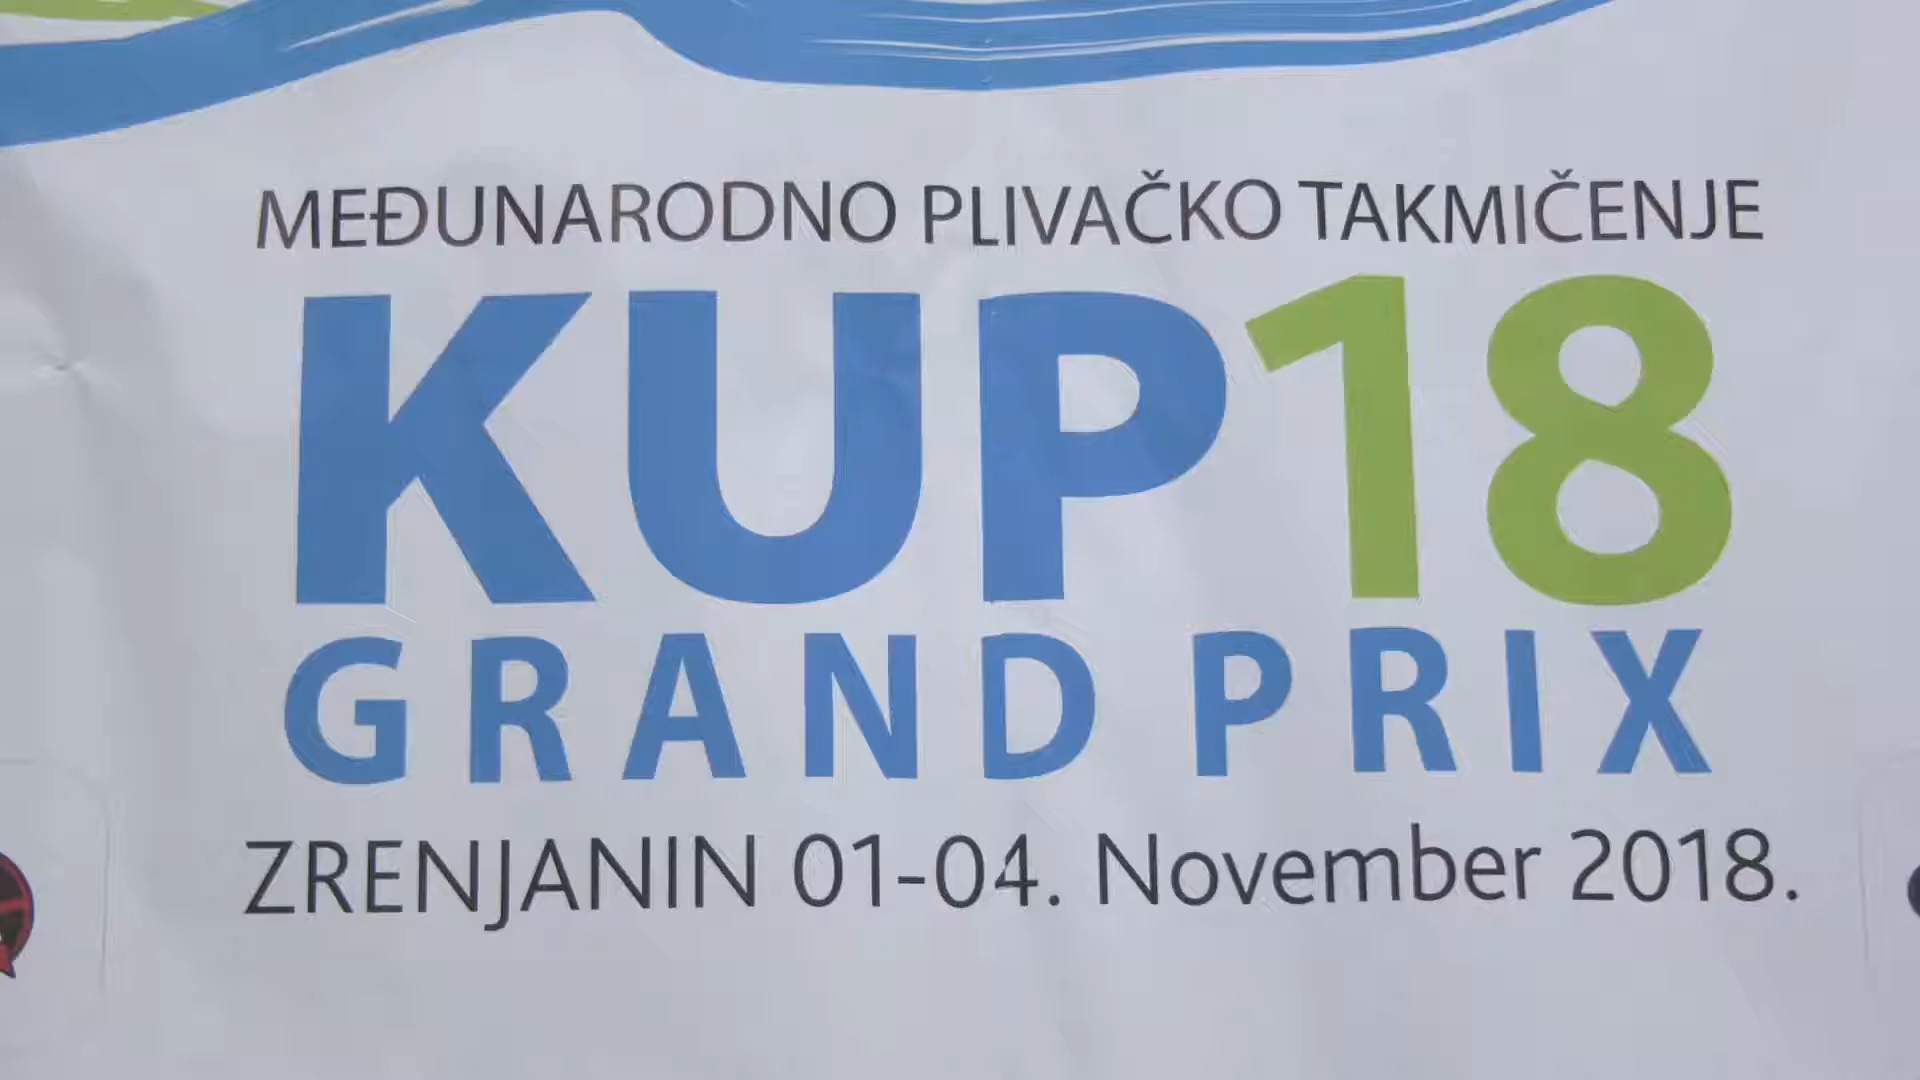 MEĐUNARODNO PLIVAČKO TAKMIČENJE
KUP18
GRAND PRIX
ZRENJANIN 01-04. November 2018.